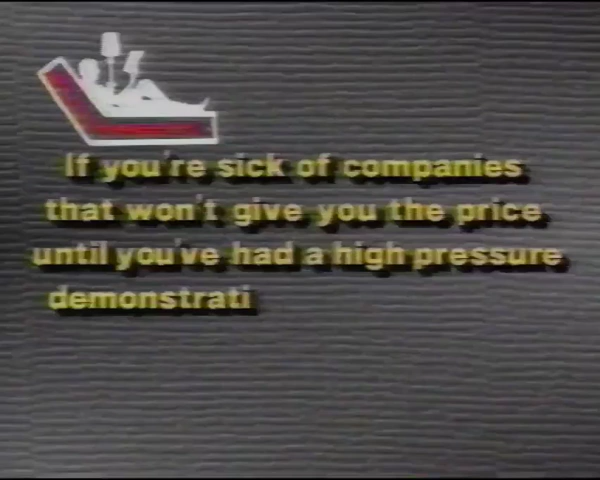 If you're sick of companies
that won't give you the price
until you've had a high pressure
demonstrati